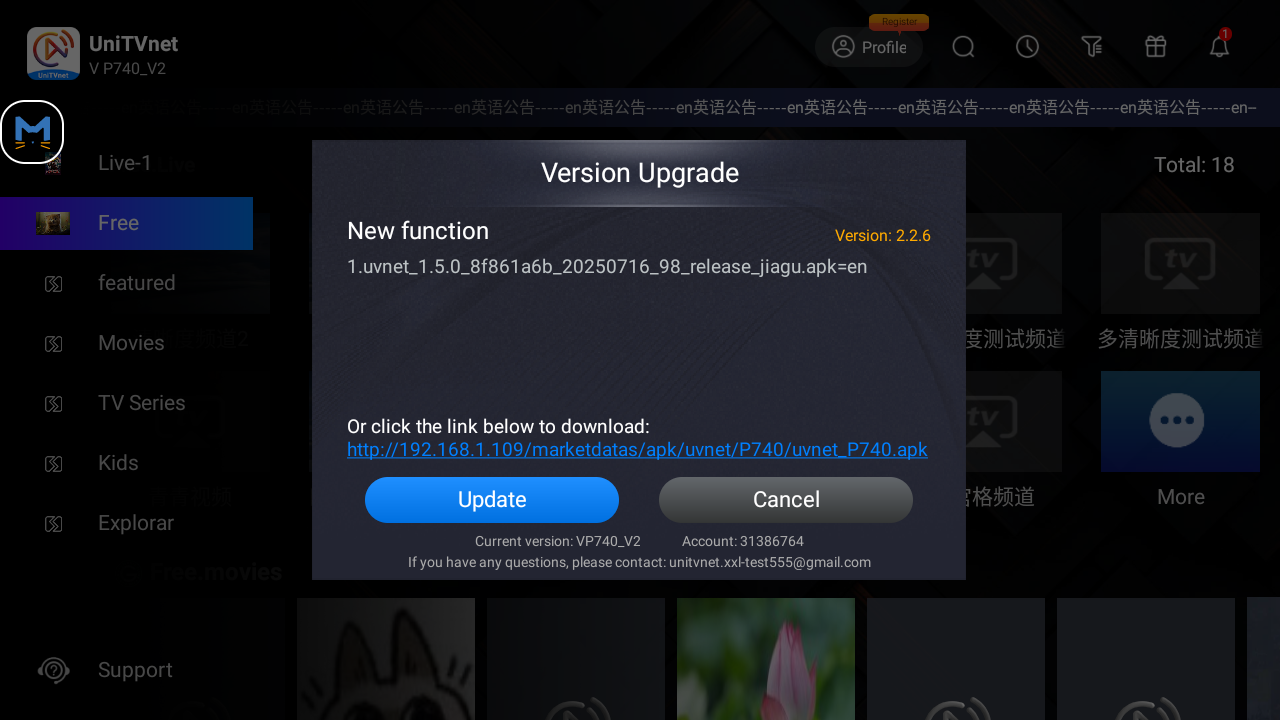 UniTVnet
V P740_V2
UniTVnet
Register
Profile
1
en英语公告-----en英语公告-----en英语公告-----en英语公告-----en英语公告-----en英语公告-----en英语公告-----en英语公告-----en英语公告-----en–
Live-1
Total: 18
Free
featured
Movies
TV Series
Kids
Explorar
Support
Version Upgrade
New function
Version: 2.2.6
1.uvnet_1.5.0_8f861a6b_20250716_98_release_jiagu.apk=en
Or click the link below to download:
http://192.168.1.109/marketdatas/apk/uvnet/P740/uvnet_P740.apk
Update
Cancel
Current version: VP740_V2
Account: 31386764
If you have any questions, please contact: unitvnet.xxl-test555@gmail.com
tv
tv
度测试频道
多清晰度测试频道
tv
宫格频道
More
Free movies